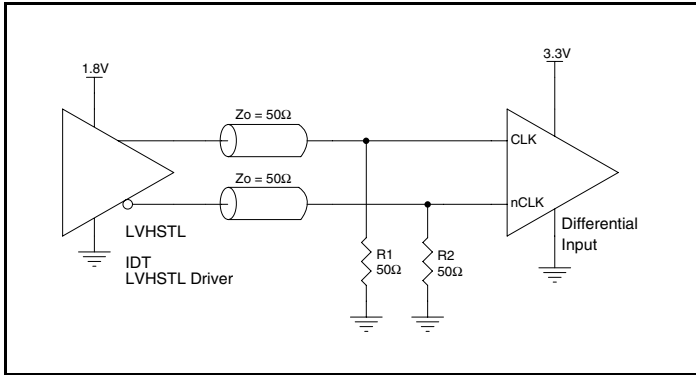 1.8V
3.3V
Zo = 50Ω
CLK
Zo = 50Ω
nCLK
LVHSTL
IDT
LVHSTL Driver
R1
50Ω
R2
50Ω
Differential
Input